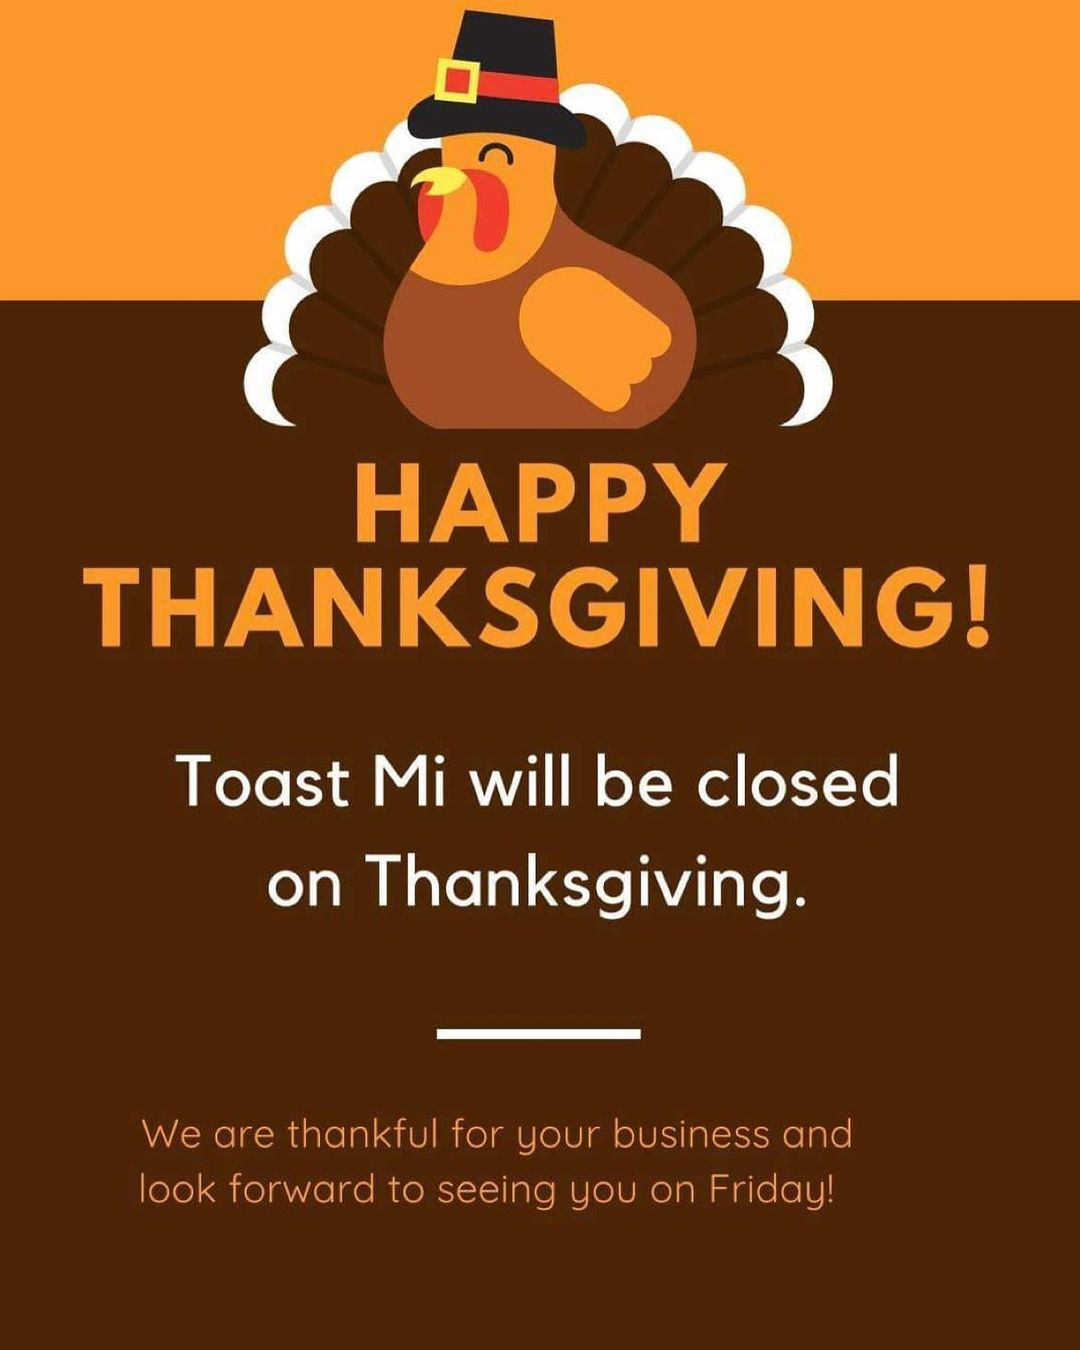 HAPPY
THANKSGIVING!
Toast Mi will be closed
on Thanksgiving.
We are thankful for your business and
look forward to seeing you on Friday!